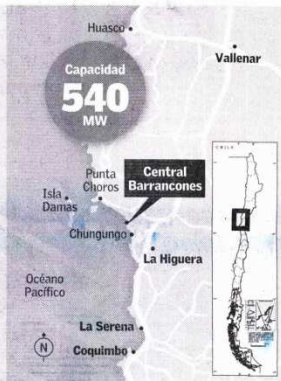 Huasco
Vallenar
Capacidad
540
MW
Punta
Choros
Central
Barrancones
Isla
Damas
Chungungo
La Higuera
Océano
Pacífico
La Serena
Coquimbo
N
CHILE